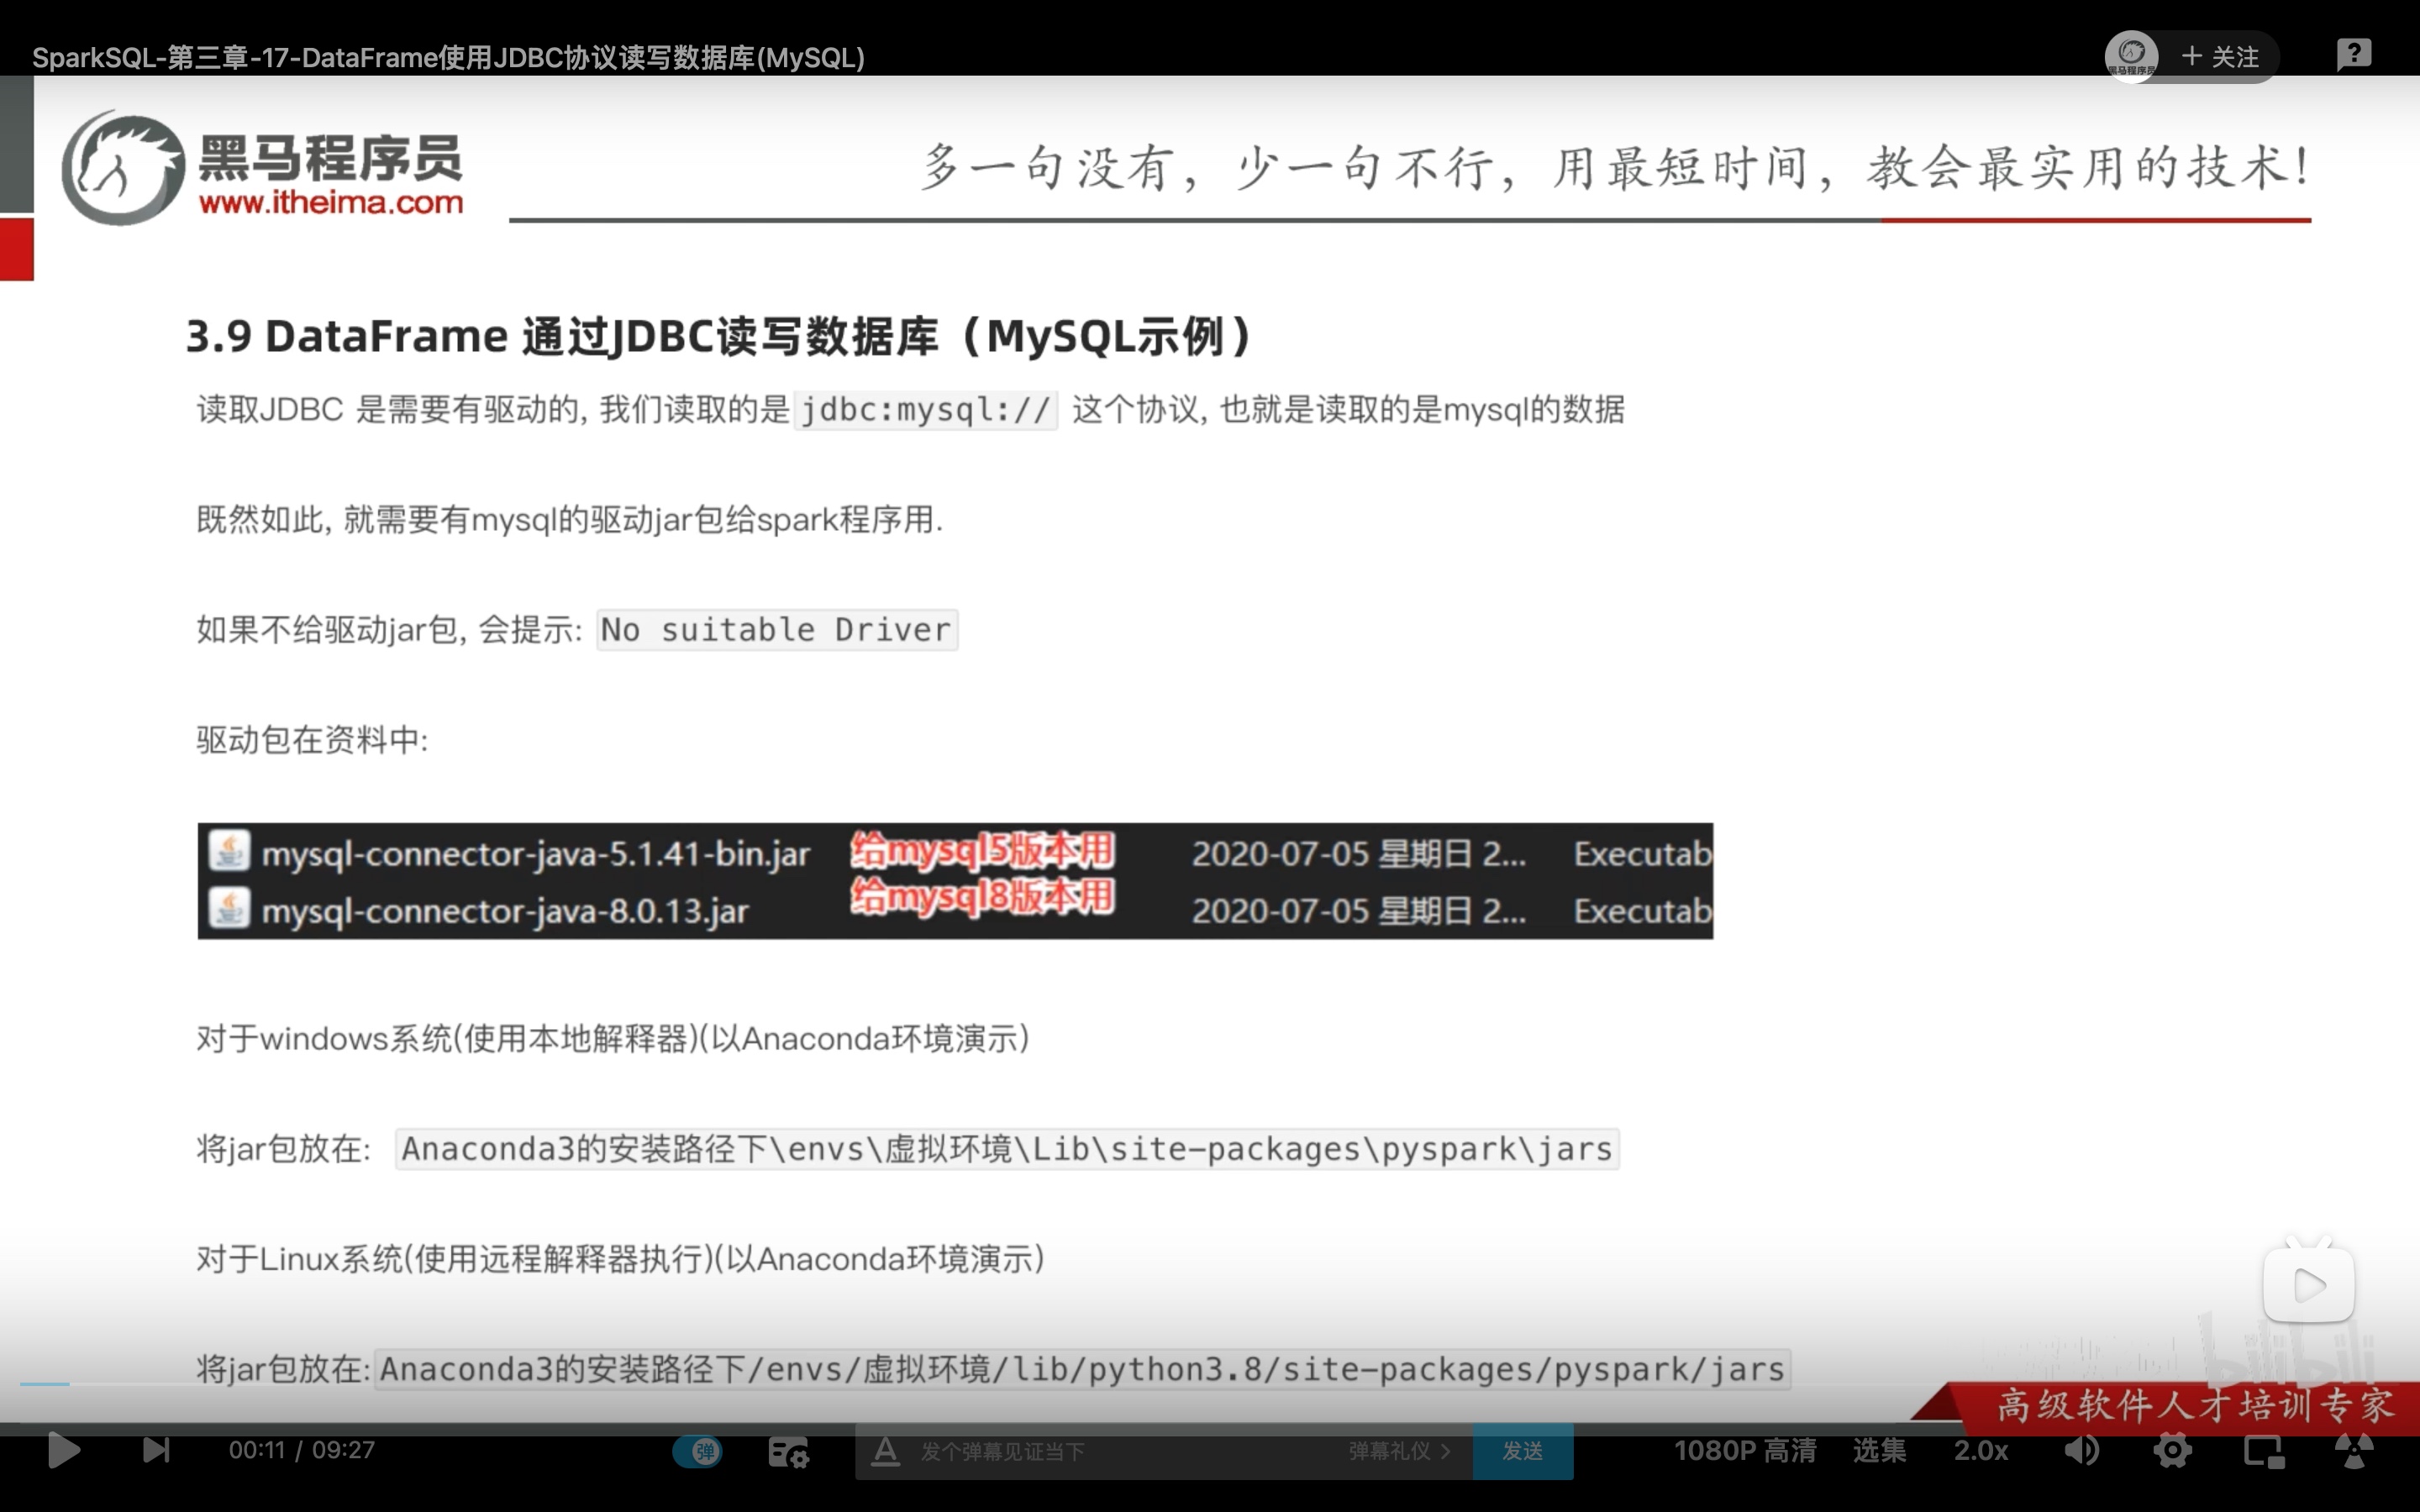 SparkSQL-第三章-17-DataFrame使用JDBC协议读写数据库(MySQL)
黑马程序员
+ 关注
黑马程序员
www.itheima.com
多一句没有，少一句不行，用最短时间，教会最实用的技术！
3.9 DataFrame 通过JDBC读写数据库（MySQL示例）
读取JDBC 是需要有驱动的, 我们读取的是 jdbc:mysql:// 这个协议, 也就是读取的是mysql的数据
既然如此, 就需要有mysql的驱动jar包给spark程序用.
如果不给驱动jar包, 会提示: No suitable Driver
驱动包在资料中:
mysql-connector-java-5.1.41-bin.jar 给mysql5版本用 2020-07-05 星期日 2... Executab
mysql-connector-java-8.0.13.jar 给mysql8版本用 2020-07-05 星期日 2... Executab
对于windows系统(使用本地解释器)(以Anaconda环境演示)
将jar包放在: Anaconda3的安装路径下\envs\虚拟环境\Lib\site-packages\pyspark\jars
对于Linux系统(使用远程解释器执行)(以Anaconda环境演示)
将jar包放在: Anaconda3的安装路径下/envs/虚拟环境/lib/python3.8/site-packages/pyspark/jars
bilibili
高级软件人才培训专家
00:11 / 09:27
弹
A 发个弹幕见证当下
弹幕礼仪 >
发送
1080P 高清
选集
2.0x